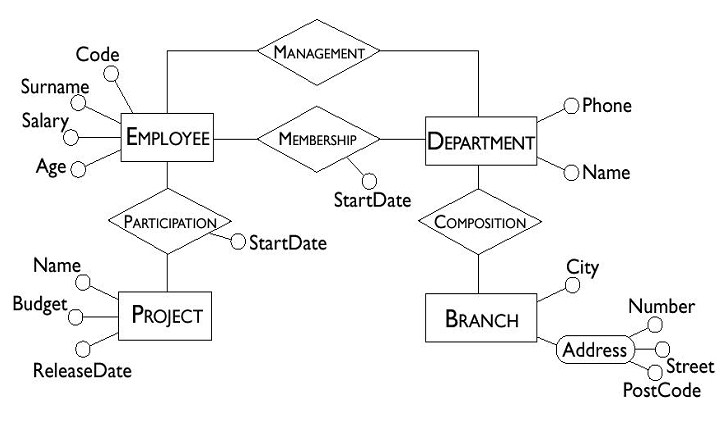 MANAGEMENT
Code
Surname
Salary
Age
EMPLOYEE
MEMBERSHIP
StartDate
DEPARTMENT
Phone
Name
PARTICIPATION
StartDate
COMPOSITION
Name
Budget
ReleaseDate
PROJECT
BRANCH
City
Address
Number
Street
PostCode